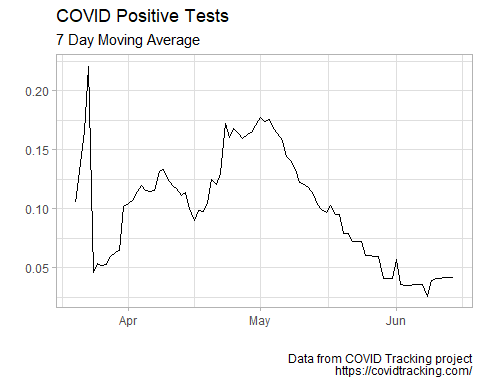 COVID Positive Tests
7 Day Moving Average
0.20
0.15
0.10
0.05
Apr May Jun
Data from COVID Tracking project
https://covidtracking.com/